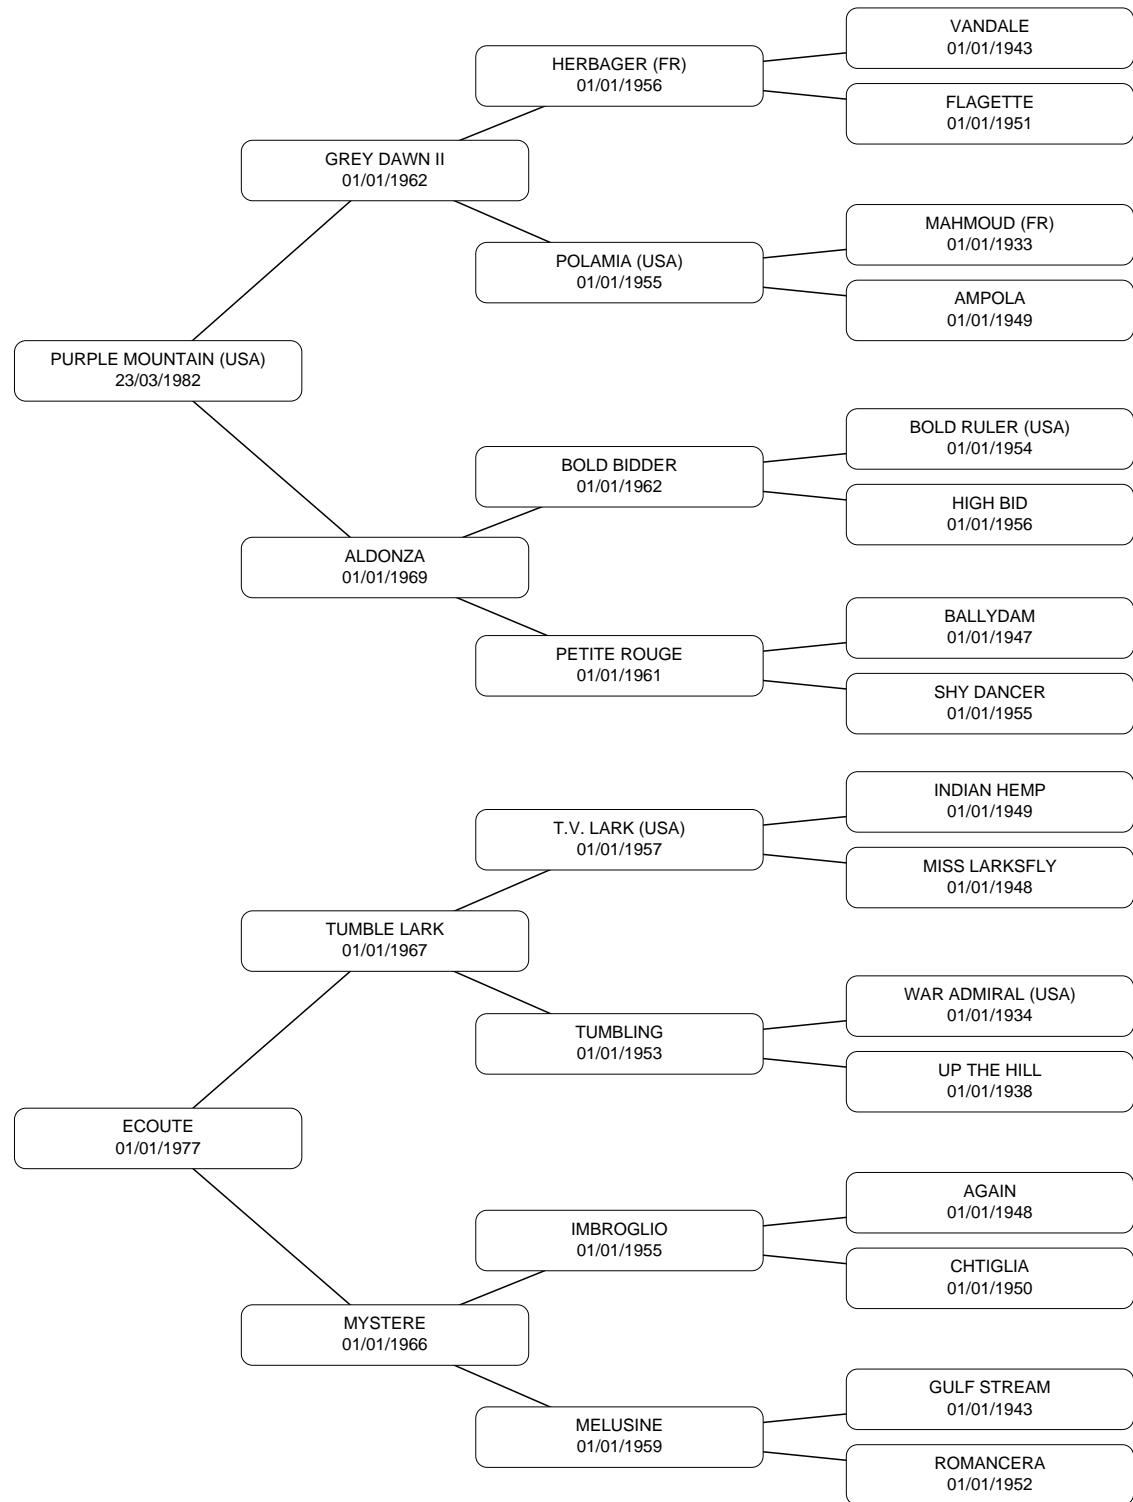 VANDALE
01/01/1943
HERBAGER (FR)
01/01/1956
FLAGETTE
01/01/1951
GREY DAWN II
01/01/1962
MAHMOUD (FR)
01/01/1933
POLAMIA (USA)
01/01/1955
AMPOLA
01/01/1949
PURPLE MOUNTAIN (USA)
23/03/1982
BOLD RULER (USA)
01/01/1954
BOLD BIDDER
01/01/1962
HIGH BID
01/01/1956
ALDONZA
01/01/1969
BALLYDAM
01/01/1947
PETITE ROUGE
01/01/1961
SHY DANCER
01/01/1955
INDIAN HEMP
01/01/1949
T.V. LARK (USA)
01/01/1957
MISS LARKSFLY
01/01/1948
TUMBLE LARK
01/01/1967
WAR ADMIRAL (USA)
01/01/1934
TUMBLING
01/01/1953
UP THE HILL
01/01/1938
ECOUTE
01/01/1977
AGAIN
01/01/1948
IMBROGLIO
01/01/1955
CHTIGLIA
01/01/1950
MYSTERE
01/01/1966
GULF STREAM
01/01/1943
MELUSINE
01/01/1959
ROMANCERA
01/01/1952